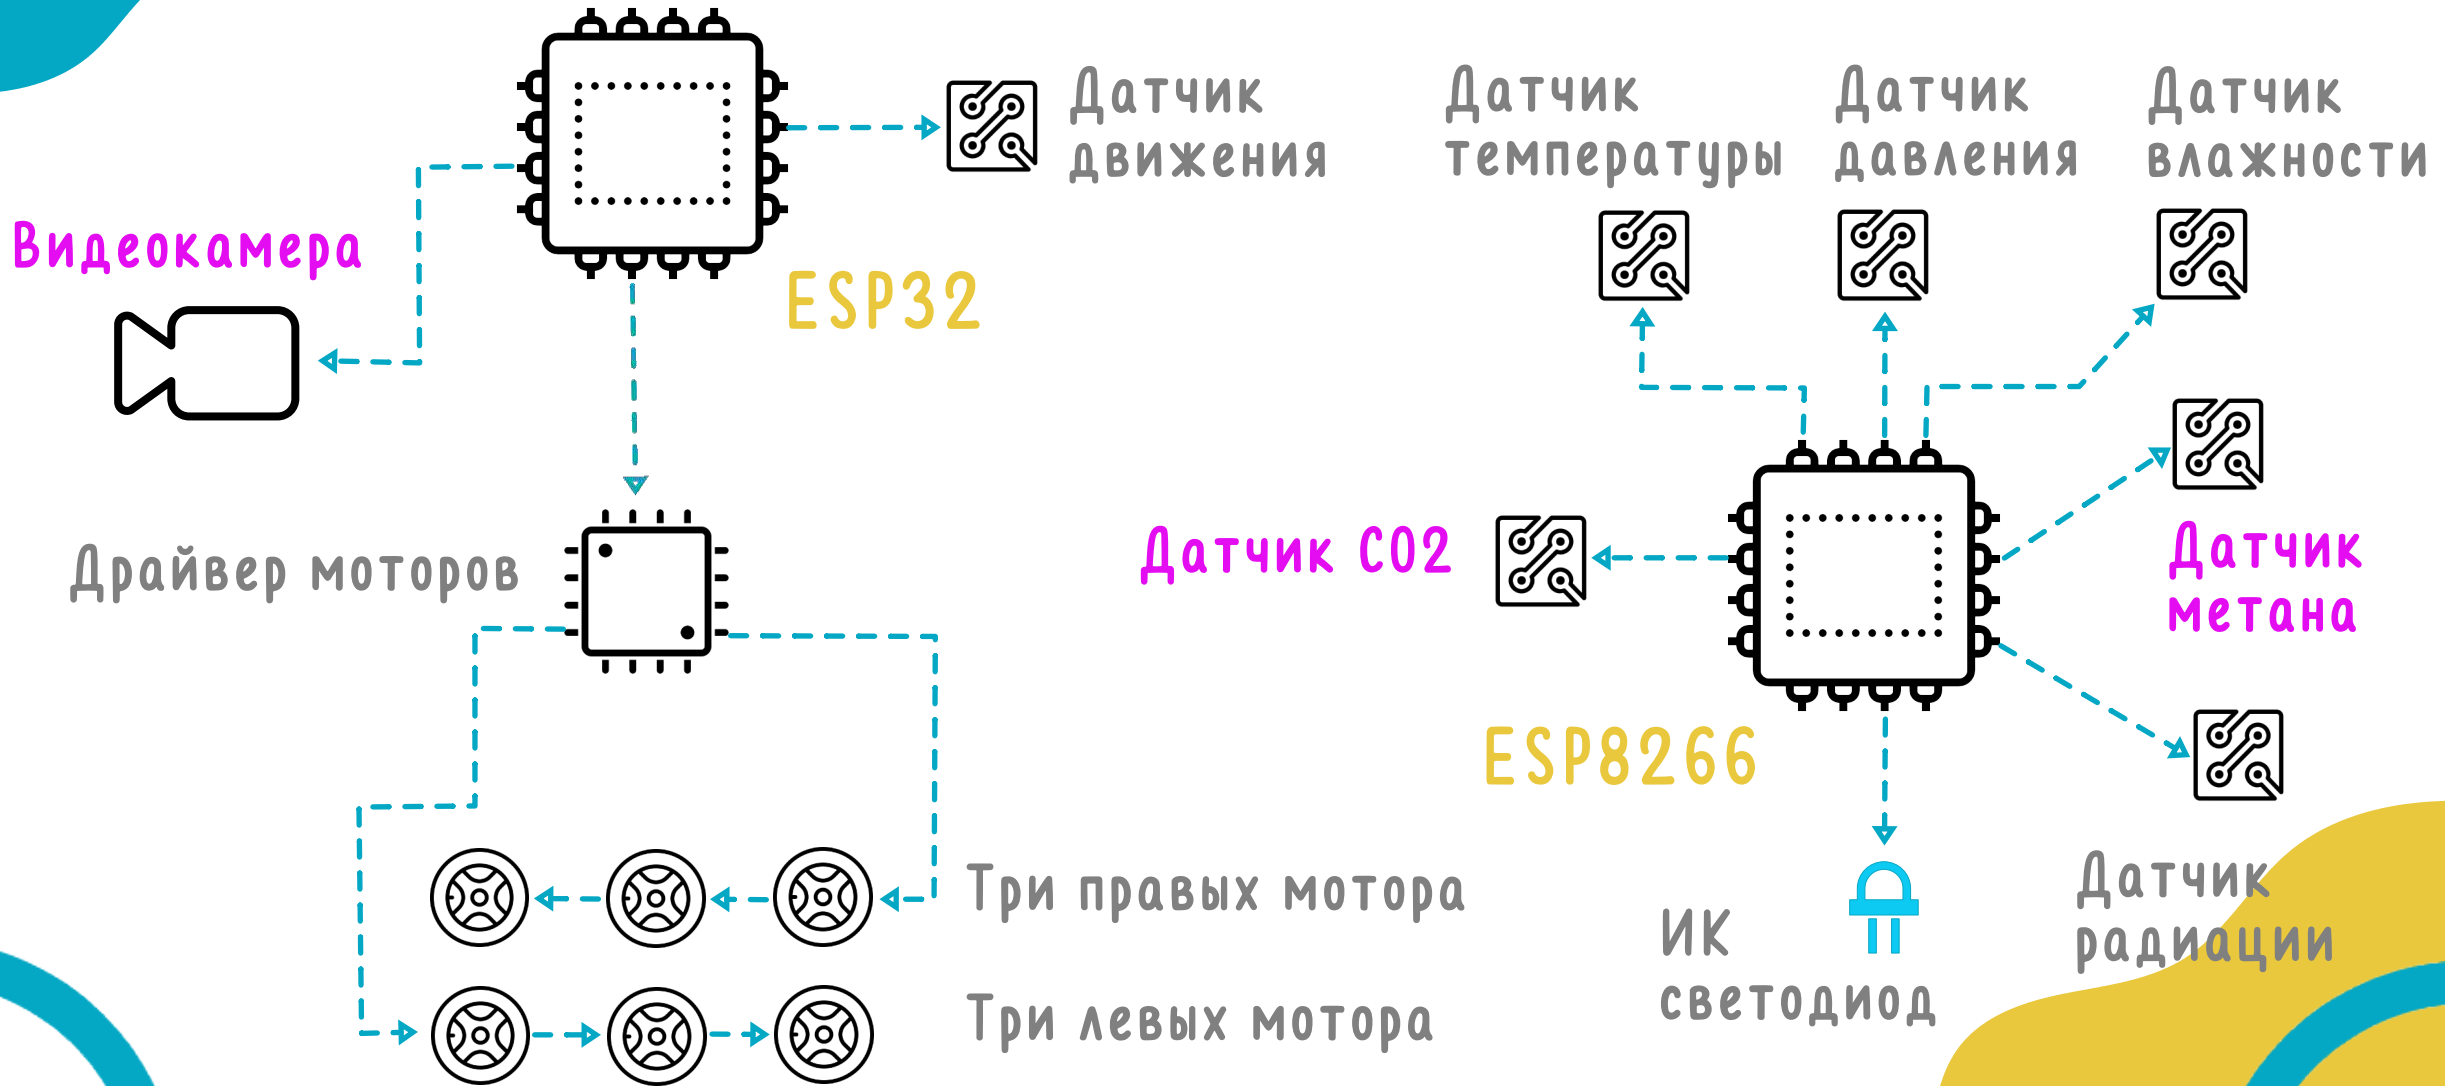 Датчик
движения
Датчик
температуры
Датчик
давления
Датчик
влажности
Видеокамера
ESP32
Драйвер моторов
Датчик CO2
Датчик
метана
ESP8266
Три правых мотора
Три левых мотора
ИК
светодиод
Датчик
радиации